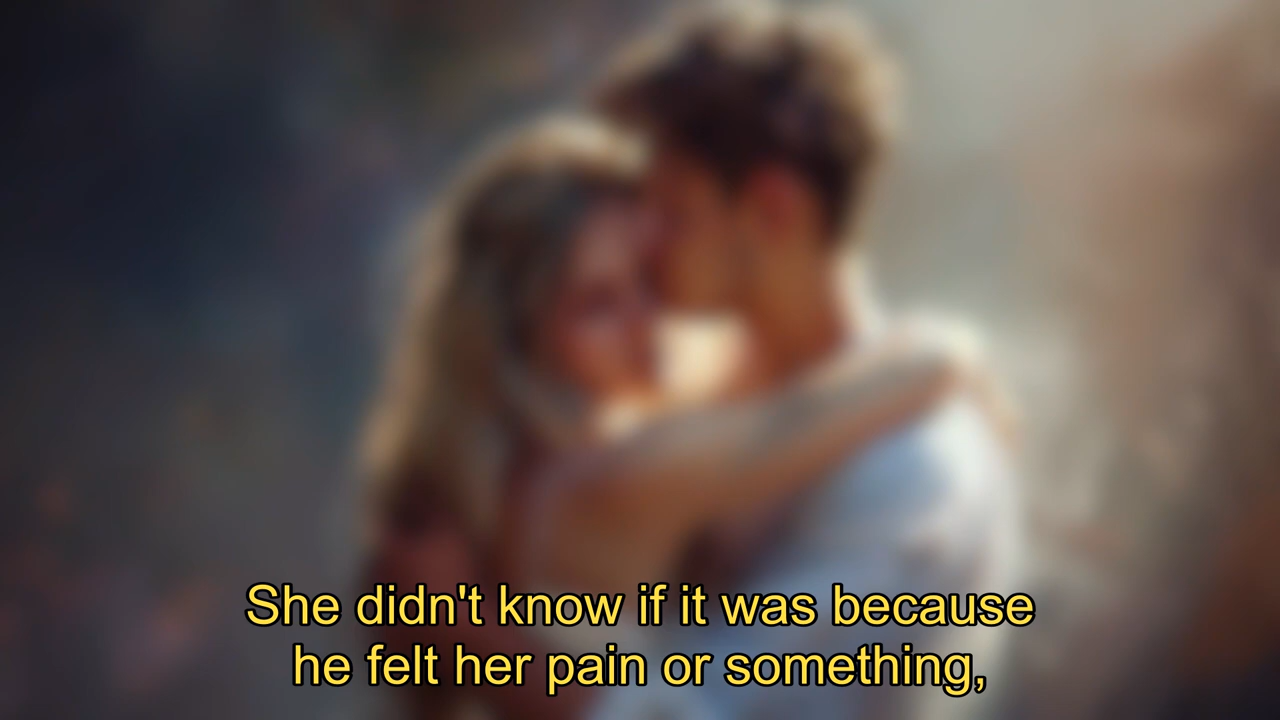 She didn't know if it was because
he felt her pain or something,